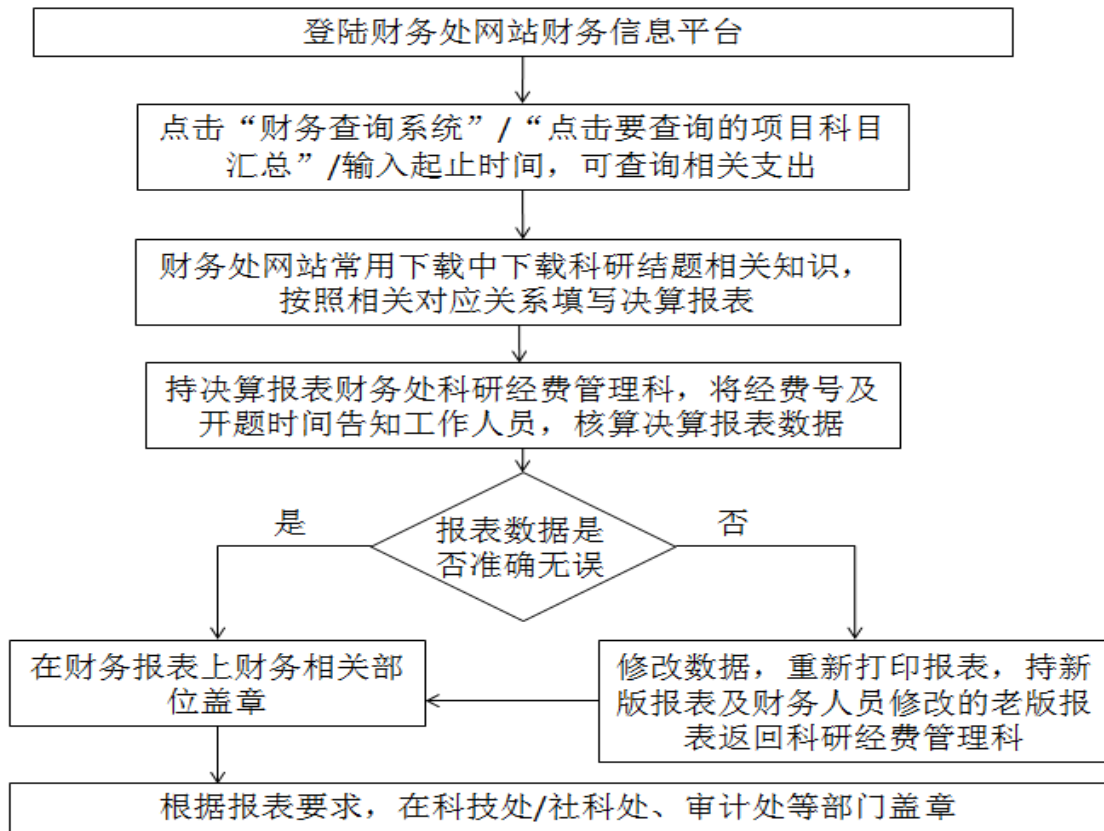 登陆财务处网站财务信息平台
点击“财务查询系统”/“点击要查询的项目科目
汇总”/输入起止时间，可查询相关支出
财务处网站常用下载中下载科研结题相关知识，
按照相关对应关系填写决算报表
持决算报表财务处科研经费管理科，将经费号及
开题时间告知工作人员，核算决算报表数据
报表数据是
否准确无误
是
否
在财务报表上财务相关部
位盖章
修改数据，重新打印报表，持新
版报表及财务人员修改的老版报
表返回科研经费管理科
根据报表要求，在科技处/社科处、审计处等部门盖章